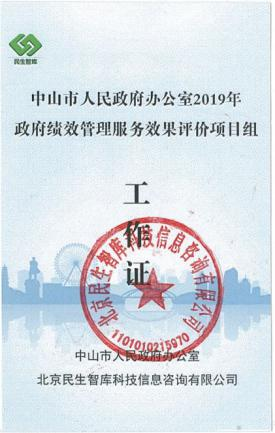 民生智库
中山市人民政府办公室2019年
政府绩效管理服务效果评价项目组
工
作
证
北京民生智库科技信息咨询有限公司
1101010215970
中山市人民政府办公室
北京民生智库科技信息咨询有限公司